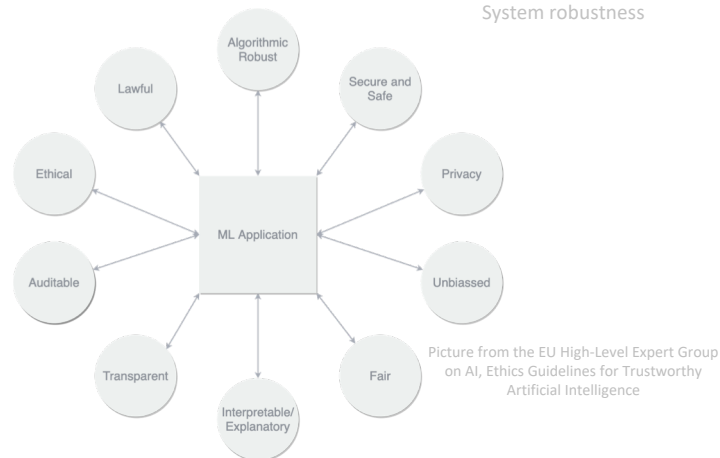 System robustness
Algorithmic
Robust
Lawful
Secure and
Safe
Ethical
Privacy
ML Application
Auditable
Unbiassed
Transparent
Fair
Interpretable/
Explanatory
Picture from the EU High-Level Expert Group
on AI, Ethics Guidelines for Trustworthy
Artificial Intelligence